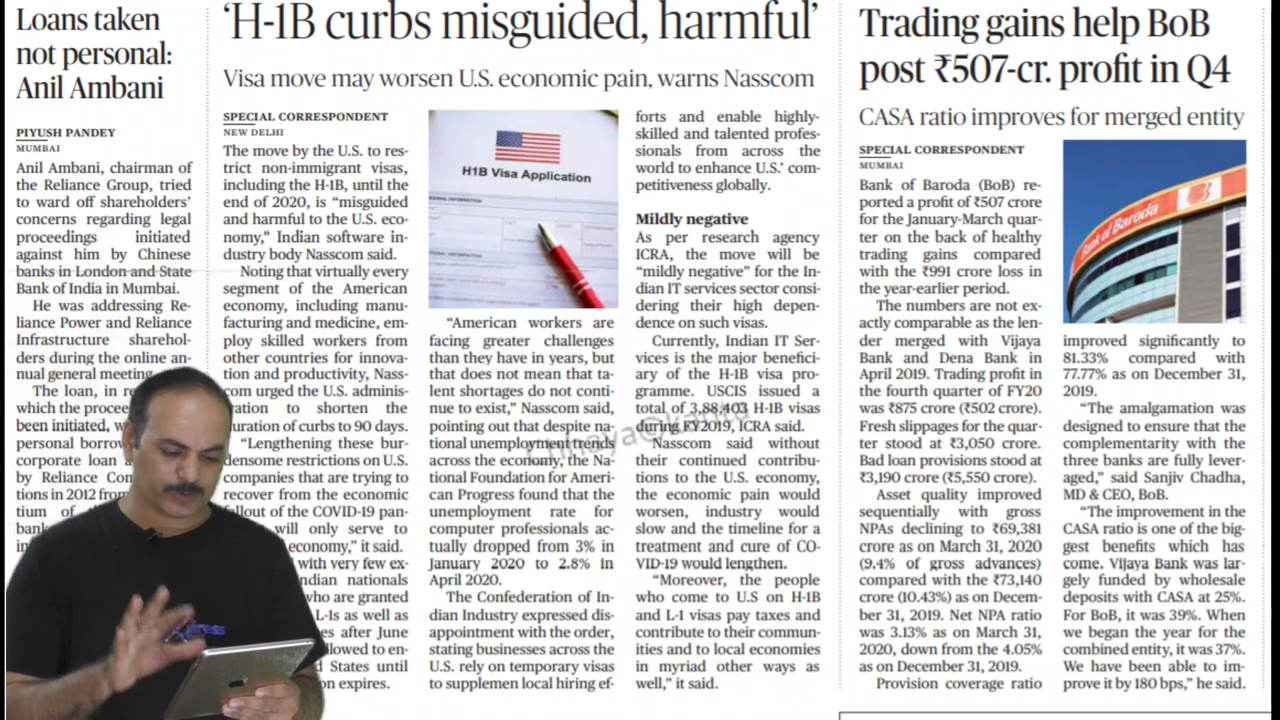 Loans taken
not personal:
Anil Ambani
PIYUSH PANDEY
MUMBAI
Anil Ambani, chairman of
the Reliance Group, tried
to ward off shareholders’
concerns regarding legal
proceedings initiated
against him by Chinese
banks in London and State
Bank of India in Mumbai.
He was addressing Re-
liance Power and Reliance
Infrastructure sharehol-
ders during the online an-
nual general meeting.
The loan, in re
which the procee
been initiated, w
personal borrow
corporate loan
by Reliance Com
tions in 2012 from
tium of
bank
in
‘H-1B curbs misguided, harmful’
Visa move may worsen U.S. economic pain, warns Nasscom
SPECIAL CORRESPONDENT
NEW DELHI
The move by the U.S. to res-
trict non-immigrant visas,
including the H-1B, until the
end of 2020, is “misguided
and harmful to the U.S. eco-
nomy,” Indian software in-
dustry body Nasscom said.
Noting that virtually every
segment of the American
economy, including manu-
facturing and medicine, em-
ploy skilled workers from
other countries for innova-
tion and productivity, Nass-
com urged the U.S. adminis-
ration to shorten the
duration of curbs to 90 days.
“Lengthening these bur-
densome restrictions on U.S.
companies that are trying to
recover from the economic
fallout of the COVID-19 pan-
will only serve to
economy,” it said.
with very few ex-
ndian nationals
who are granted
L-1s as well as
es after June
llowed to en-
d States until
on expires.
H1B Visa Application
“American workers are
facing greater challenges
than they have in years, but
that does not mean that ta-
lent shortages do not conti-
nue to exist,” Nasscom said,
pointing out that despite na-
tional unemployment trends
across the economy, the Na-
tional Foundation for Ameri-
can Progress found that the
unemployment rate for
computer professionals ac-
tually dropped from 3% in
January 2020 to 2.8% in
April 2020.
The Confederation of In-
dian Industry expressed dis-
appointment with the order,
stating businesses across the
U.S. rely on temporary visas
to supplemen local hiring ef-
forts and enable highly-
skilled and talented profes-
sionals from across the
world to enhance U.S.’ com-
petitiveness globally.
Mildly negative
As per research agency
ICRA, the move will be
“mildly negative” for the In-
dian IT services sector consi-
dering their high depen-
dence on such visas.
Currently, Indian IT Ser-
vices is the major benefici-
ary of the H-1B visa pro-
gramme. USCIS issued a
total of 3,88,403 H-1B visas
during FY2019, ICRA said.
Nasscom said without
their continued contribu-
tions to the U.S. economy,
the economic pain would
worsen, industry would
slow and the timeline for a
treatment and cure of CO-
VID-19 would lengthen.
“Moreover, the people
who come to U.S on H-1B
and L-1 visas pay taxes and
contribute to their commun-
ities and to local economies
in myriad other ways as
well,” it said.
Trading gains help BoB
post ₹507-cr. profit in Q4
CASA ratio improves for merged entity
SPECIAL CORRESPONDENT
MUMBAI
Bank of Baroda (BoB) re-
ported a profit of ₹507 crore
for the January-March quar-
ter on the back of healthy
trading gains compared
with the ₹991 crore loss in
the year-earlier period.
The numbers are not ex-
actly comparable as the len-
der merged with Vijaya
Bank and Dena Bank in
April 2019. Trading profit in
the fourth quarter of FY20
was ₹875 crore (₹502 crore).
Fresh slippages for the quar-
ter stood at ₹3,050 crore.
Bad loan provisions stood at
₹3,190 crore (₹5,550 crore).
Asset quality improved
sequentially with gross
NPAs declining to ₹69,381
crore as on March 31, 2020
(9.4% of gross advances)
compared with the ₹73,140
crore (10.43%) as on Decem-
ber 31, 2019. Net NPA ratio
was 3.13% as on March 31,
2020, down from the 4.05%
as on December 31, 2019.
Provision coverage ratio
Bank of Baroda
improved significantly to
81.33% compared with
77.77% as on December 31,
2019.
“The amalgamation was
designed to ensure that the
complementarity with the
three banks are fully lever-
aged,” said Sanjiv Chadha,
MD & CEO, BoB.
“The improvement in the
CASA ratio is one of the big-
gest benefits which has
come. Vijaya Bank was lar-
gely funded by wholesale
deposits with CASA at 25%.
For BoB, it was 39%. When
we began the year for the
combined entity, it was 37%.
We have been able to im-
prove it by 180 bps,” he said.